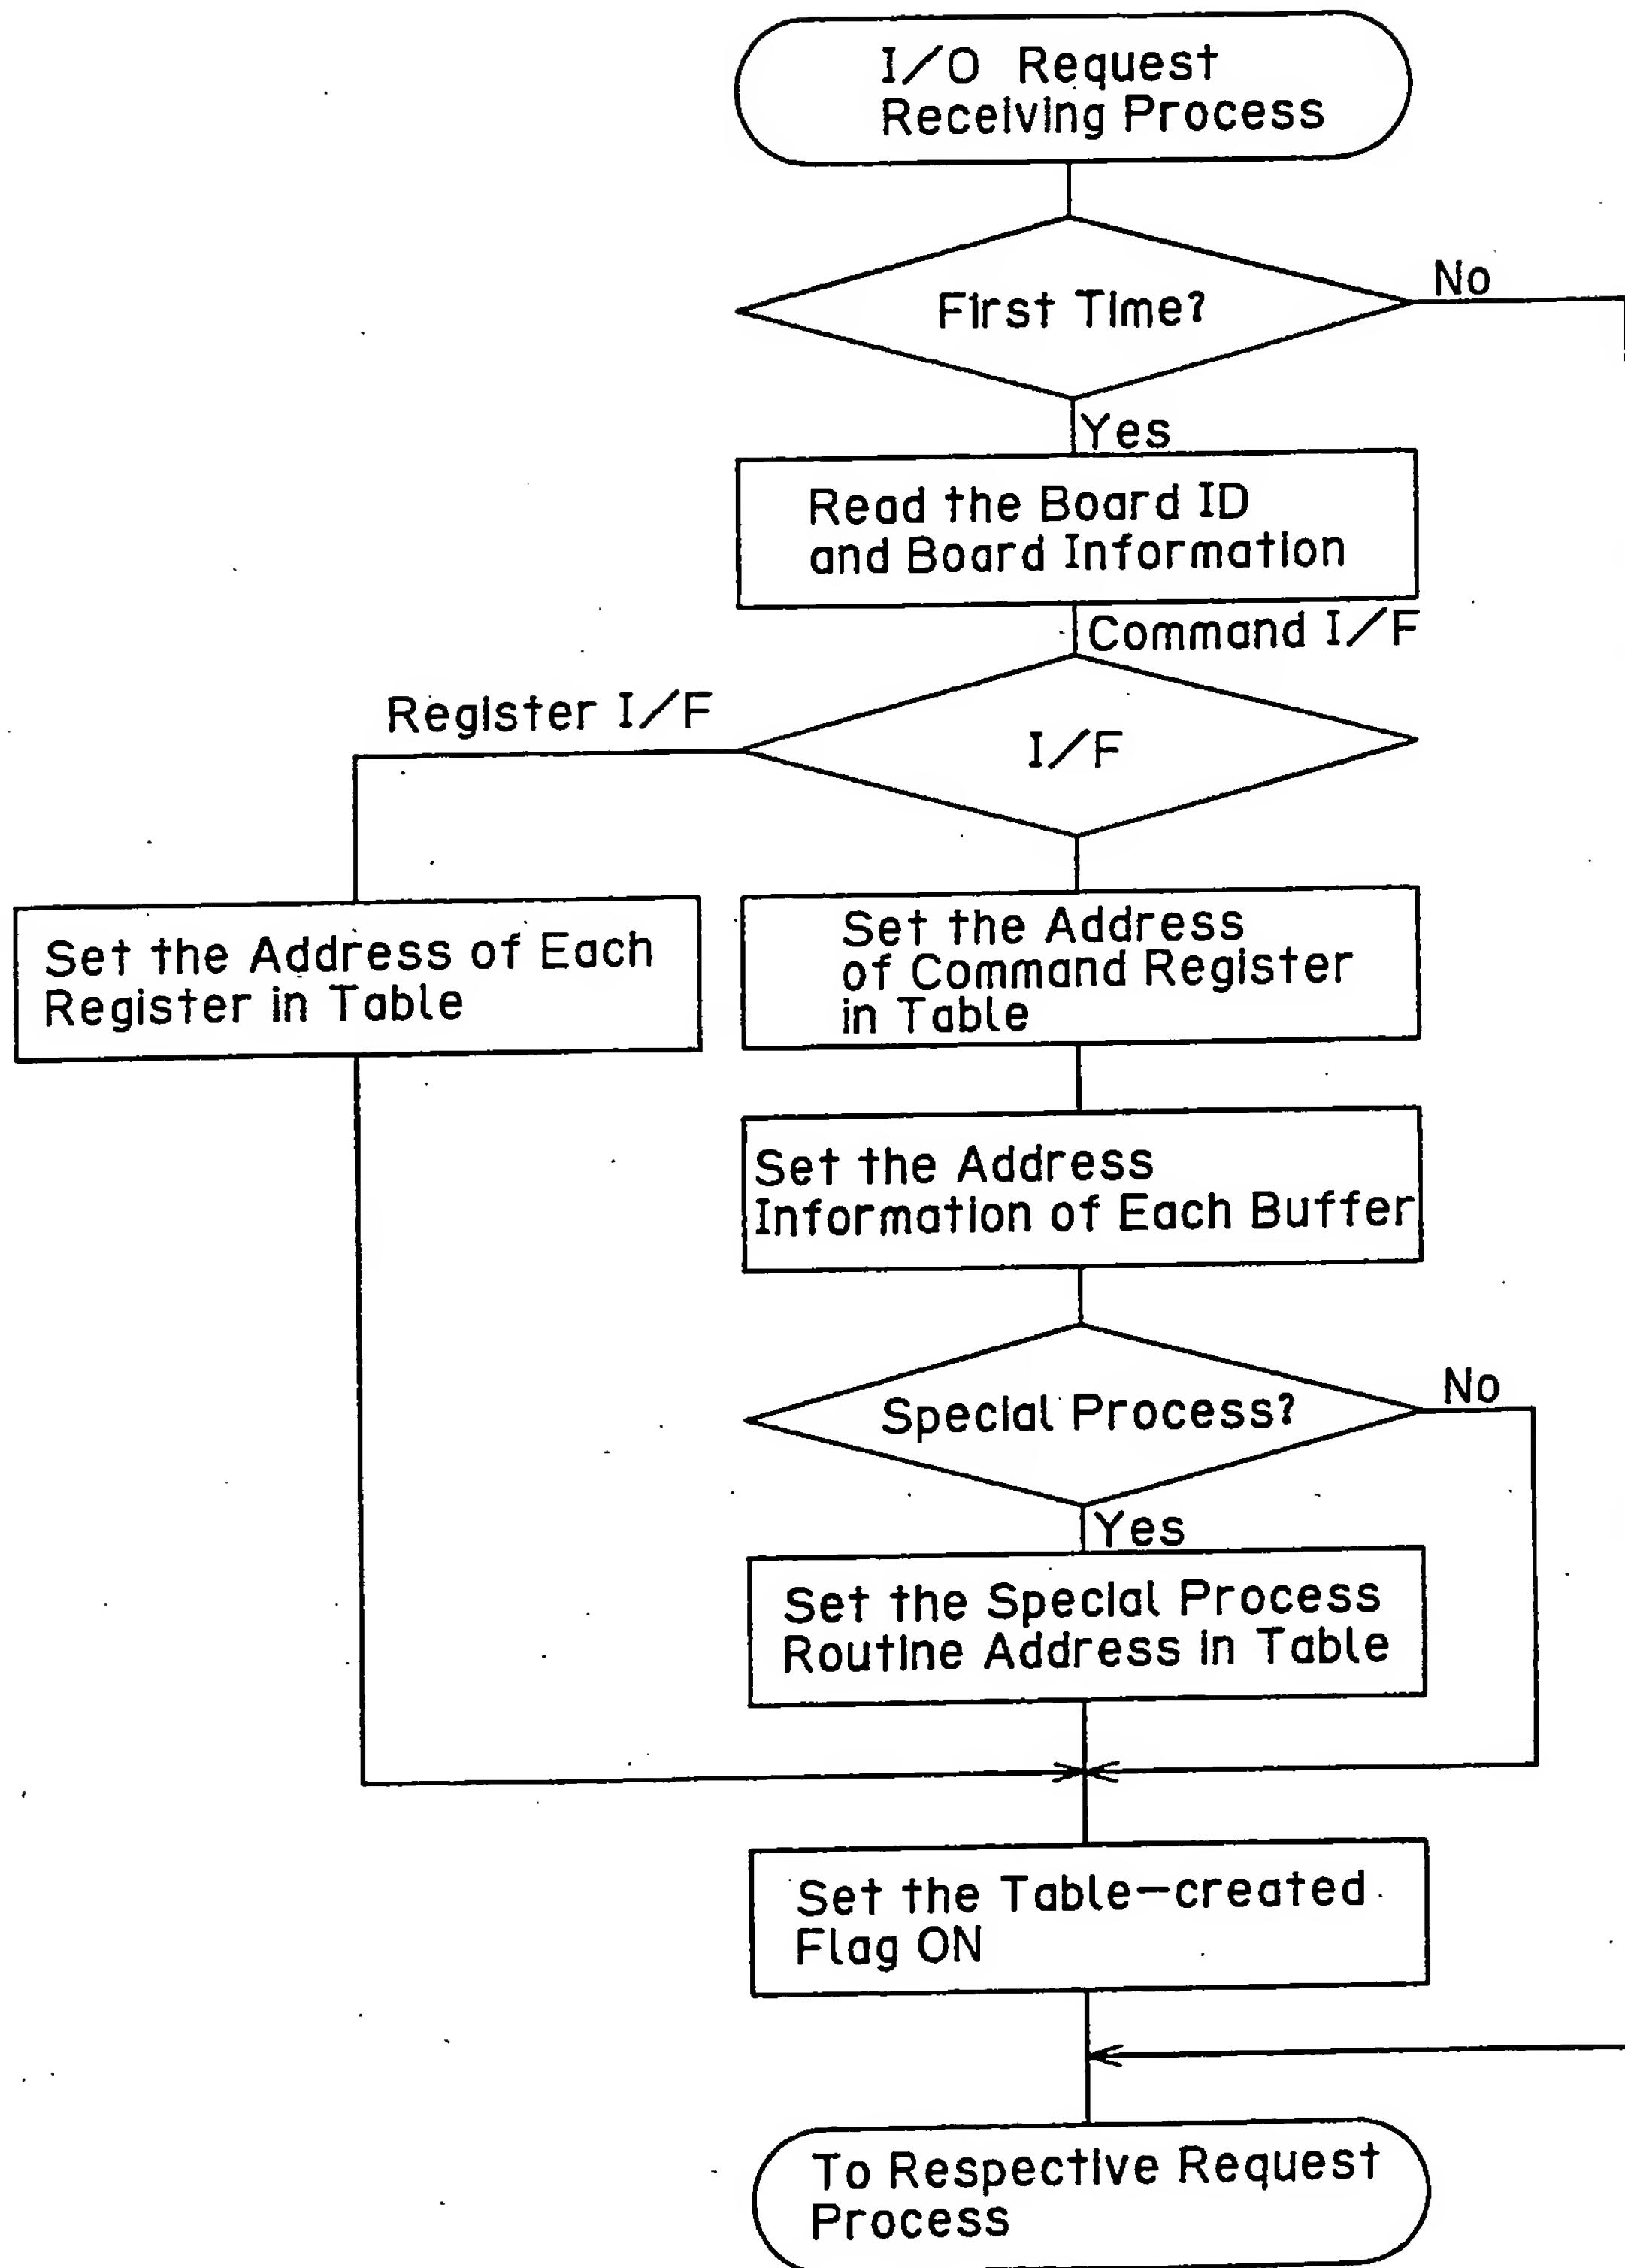 I/O Request
Receiving Process
First Time?
No
Yes
Read the Board ID
and Board Information
Command I/F
Register I/F
I/F
Set the Address of Each
Register in Table
Set the Address
of Command Register
in Table
Set the Address
Information of Each Buffer
Special Process?
No
Yes
Set the Special Process
Routine Address in Table
Set the Table-created
Flag ON
To Respective Request
Process